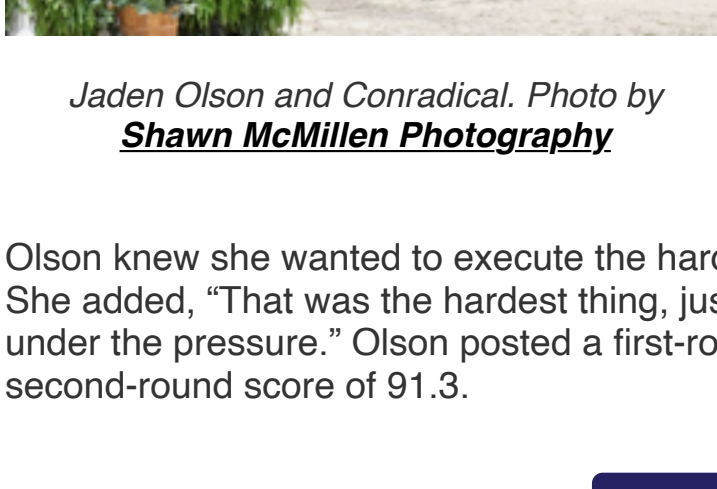 Jaden Olson and Conradical. Photo by
Shawn McMillen Photography
Olson knew she wanted to execute the
She added, “That was the hardest thing,
under the pressure.” Olson posted a
second-round score of 91.3.